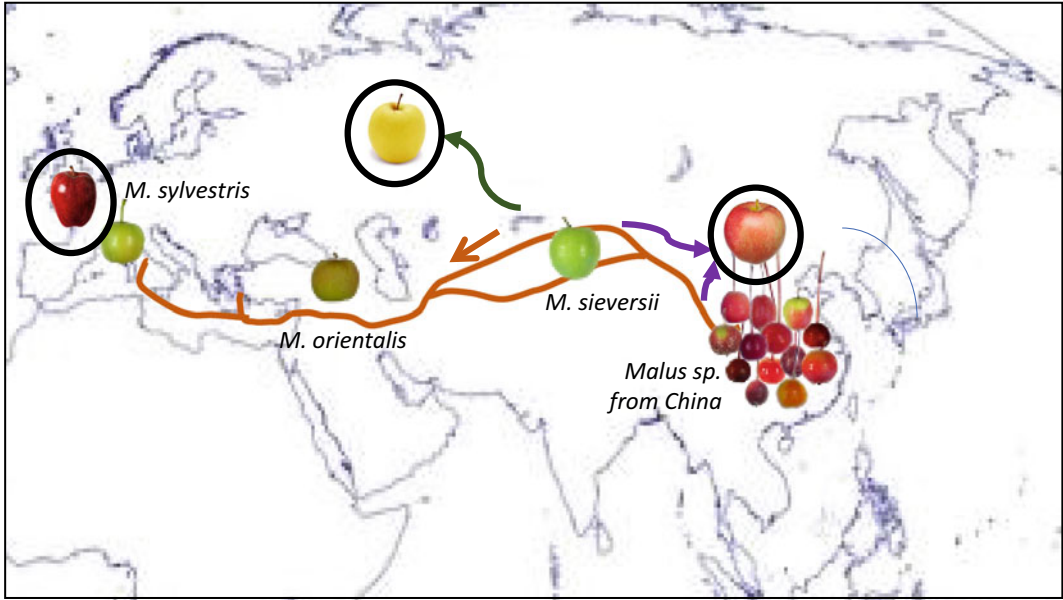 M. sylvestris
M. orientalis
M. sieversii
Malus sp.
from China